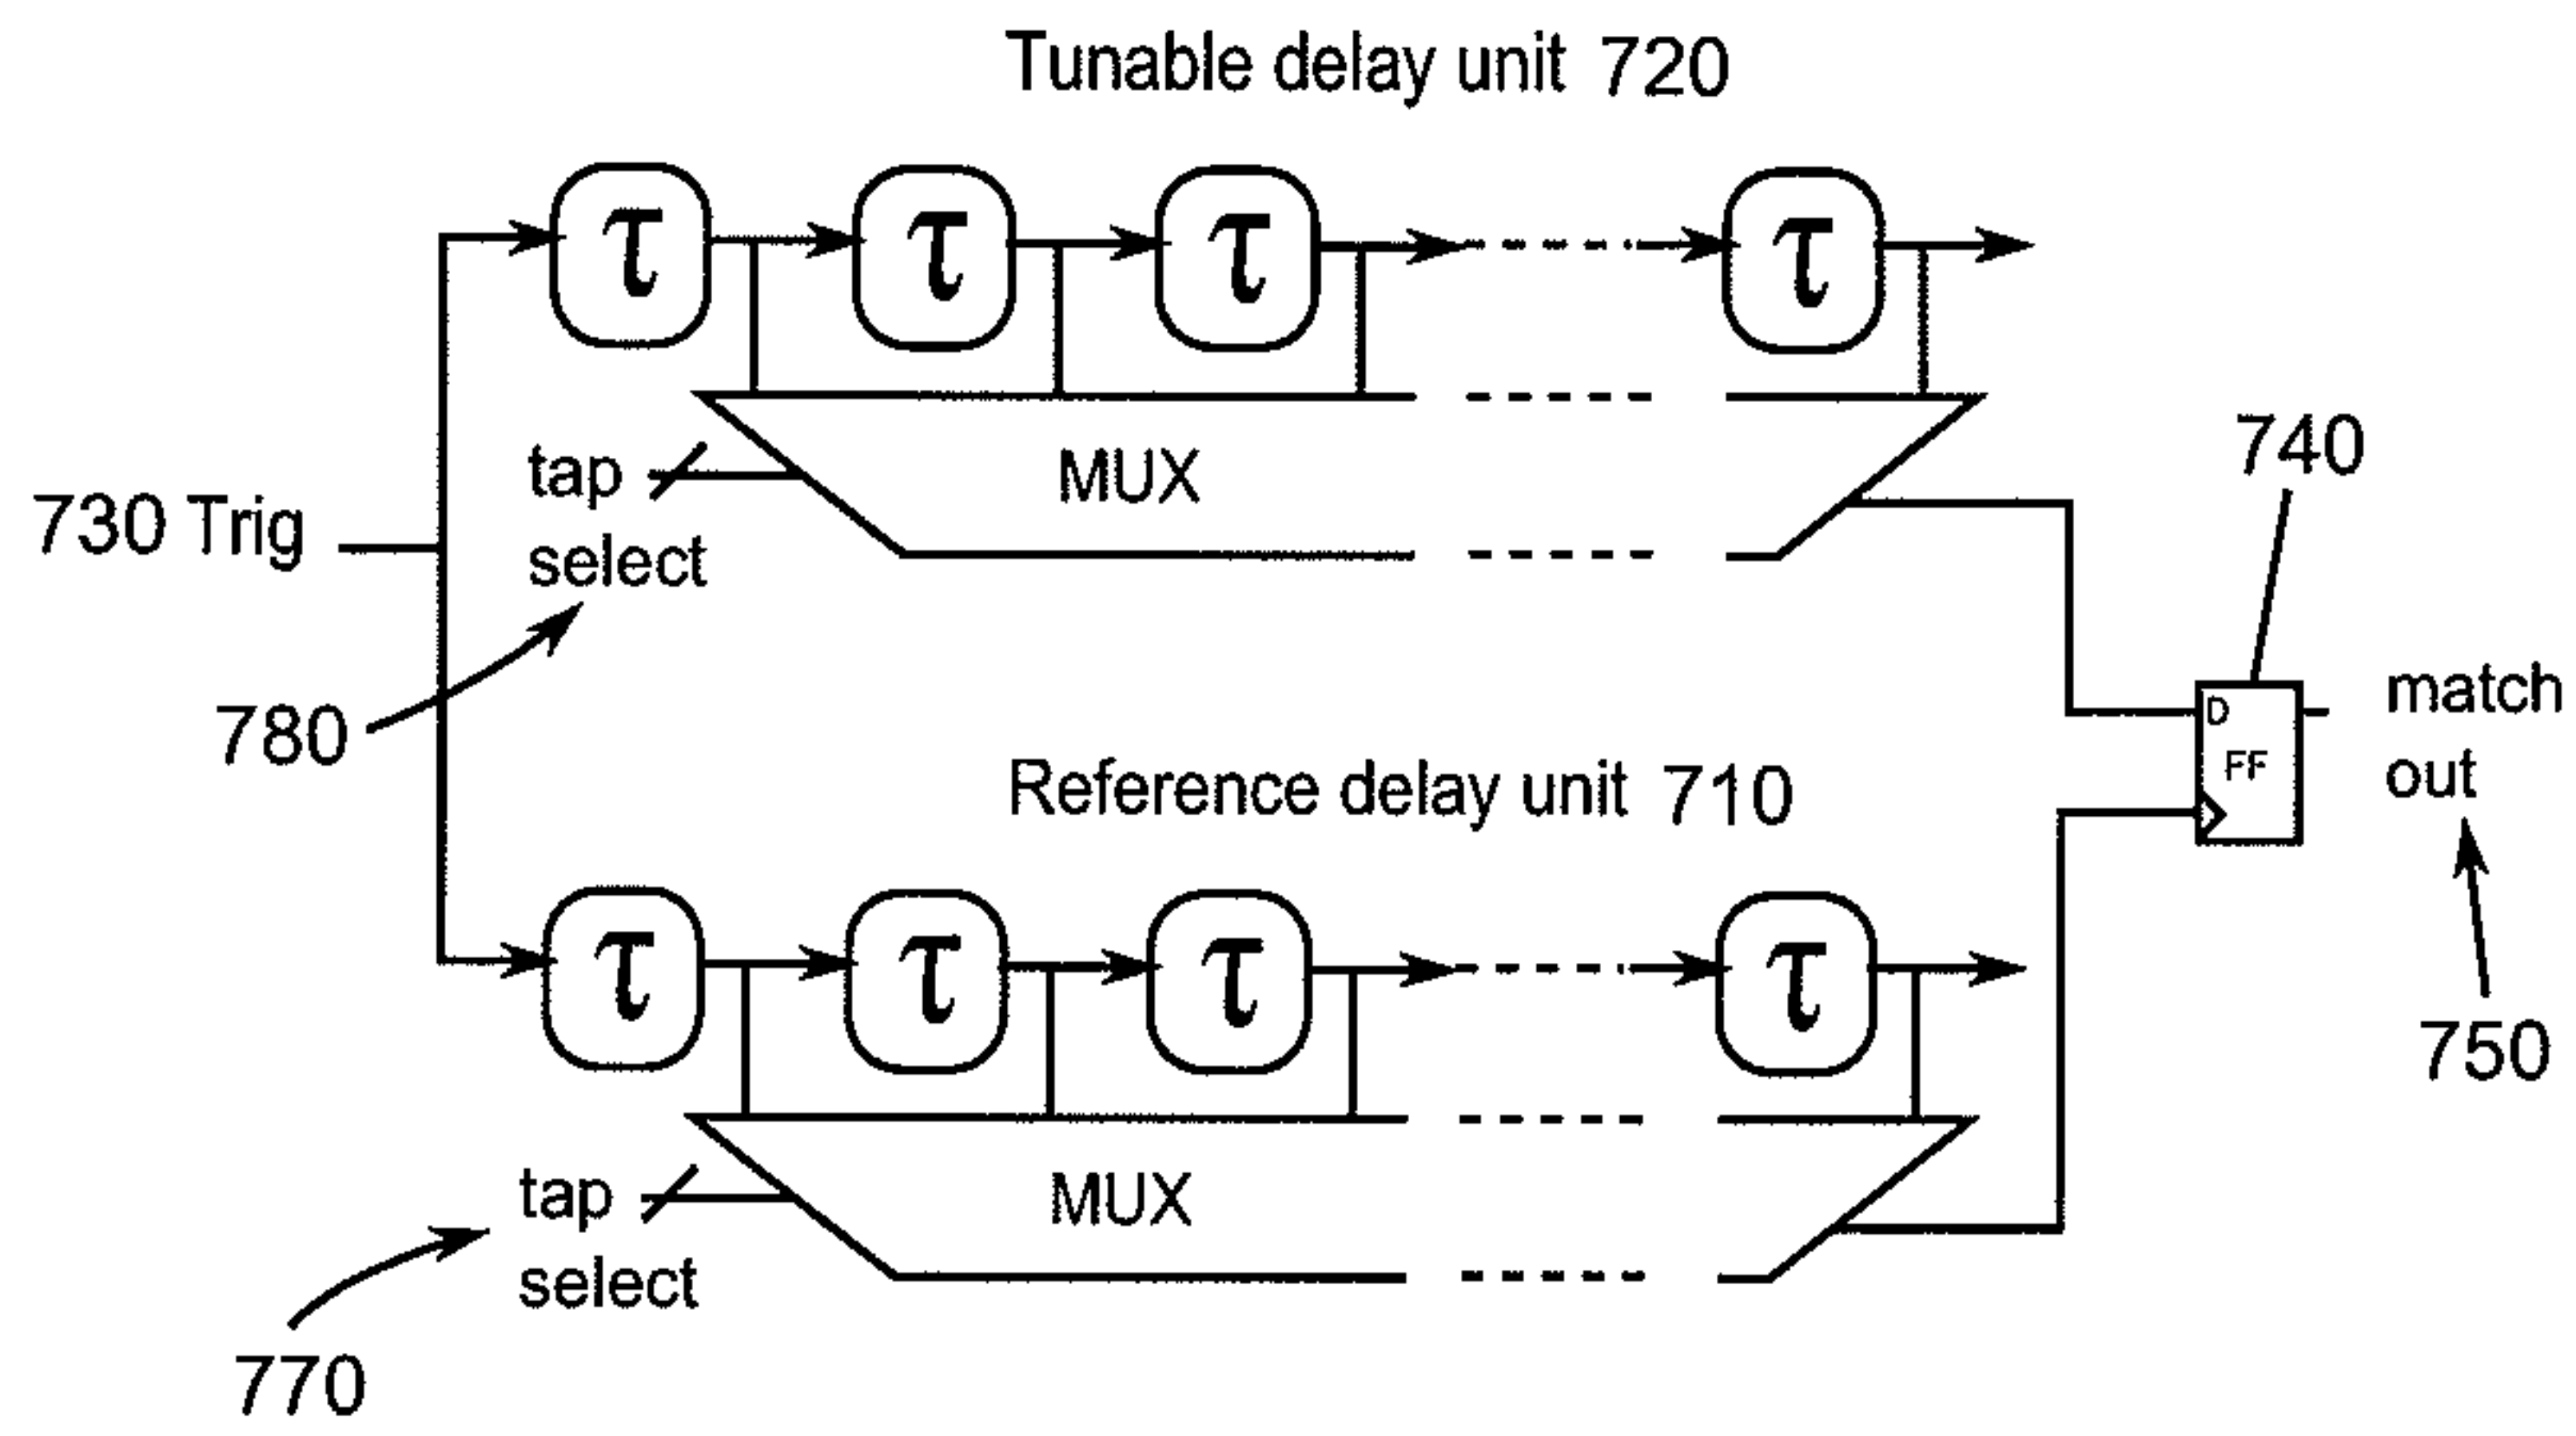 Tunable delay unit 720
τ τ τ τ
tap
select
MUX
740
730 Trig
780
D
FF
match
out
Reference delay unit 710
750
τ τ τ τ
tap
select
MUX
770